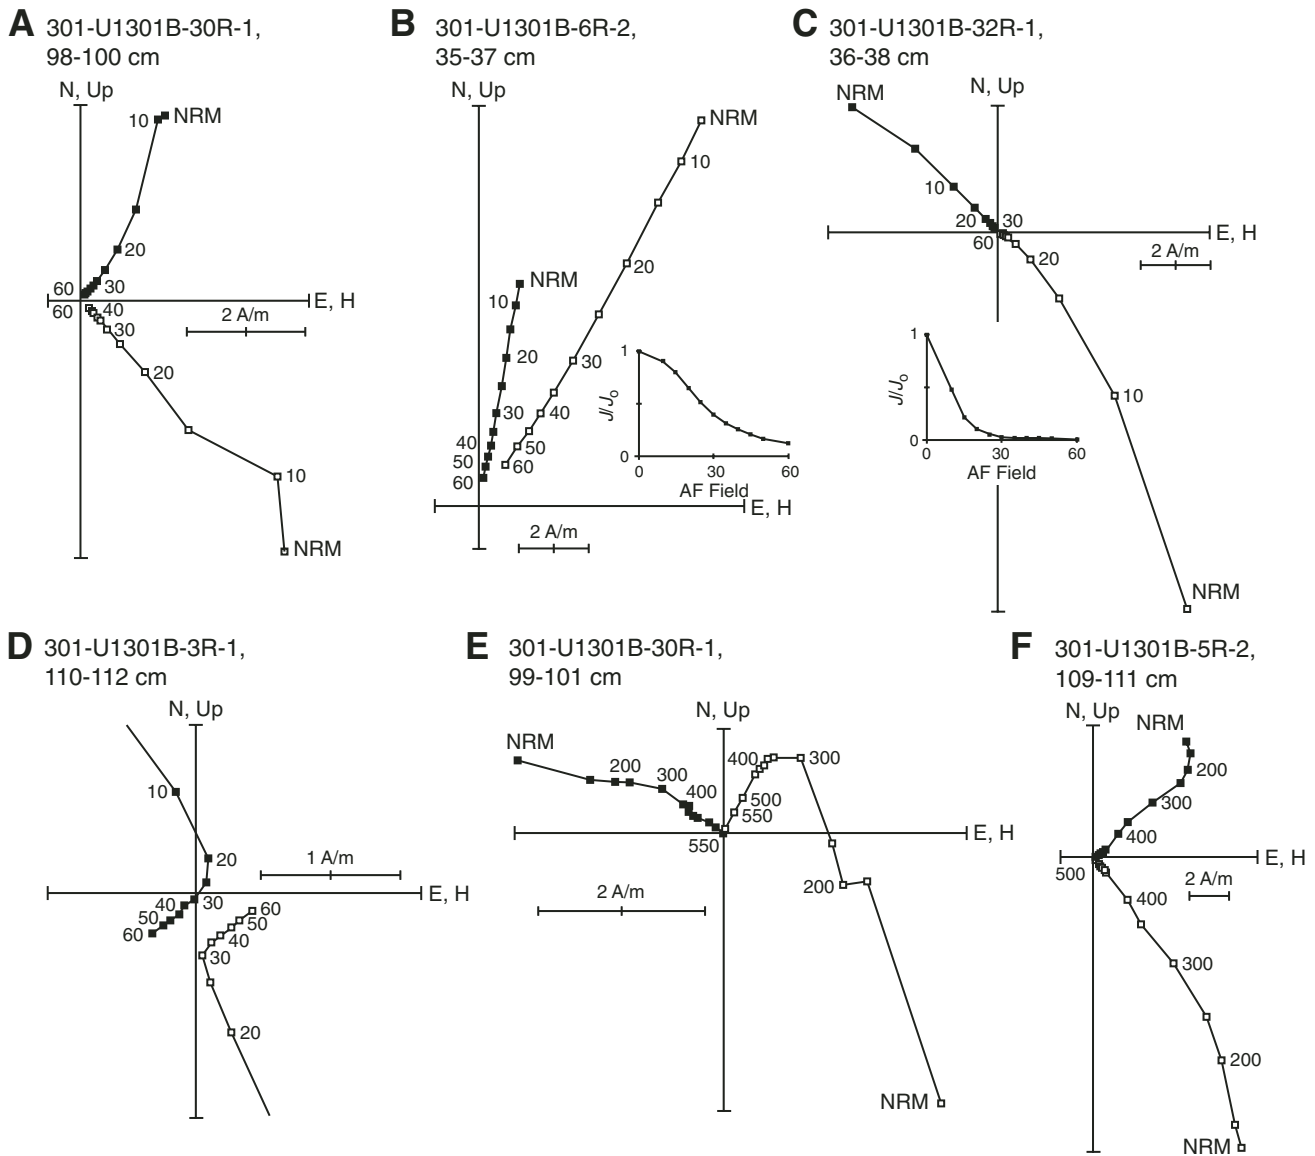 A 301-U1301B-30R-1,
98-100 cm
N, Up
NRM
10
20
30
60
E, H
60
40
30
2 A/m
20
10
NRM
B 301-U1301B-6R-2,
35-37 cm
N, Up
NRM
10
20
NRM
10
20
30
30
40
40
50
50
60
60
1
J/Jo
0
0
30
60
AF Field
E, H
2 A/m
C 301-U1301B-32R-1,
36-38 cm
NRM
N, Up
10
20
30
60
E, H
2 A/m
20
1
J/Jo
0
0
30
60
AF Field
10
NRM
D 301-U1301B-3R-1,
110-112 cm
N, Up
10
20
1 A/m
E, H
30
40
50
60
60
50
40
30
20
E 301-U1301B-30R-1,
99-101 cm
N, Up
NRM
200
300
400
400
300
500
550
550
E, H
200
2 A/m
NRM
F 301-U1301B-5R-2,
109-111 cm
N, Up
NRM
200
300
400
E, H
500
2 A/m
400
300
200
NRM